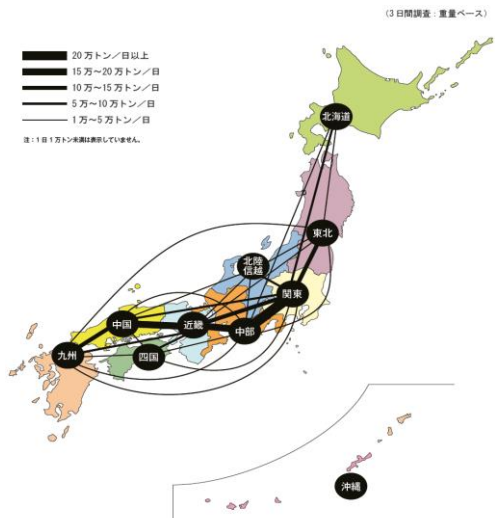 （3日間調査：重量ベース）
20万トン／日以上
15万～20万トン／日
10万～15万トン／日
5万～10万トン／日
1万～5万トン／日
注：1日1万トン未満は表示していません。
北海道
東北
北陸
信越
関東
中国
近畿
中部
九州
四国
沖縄